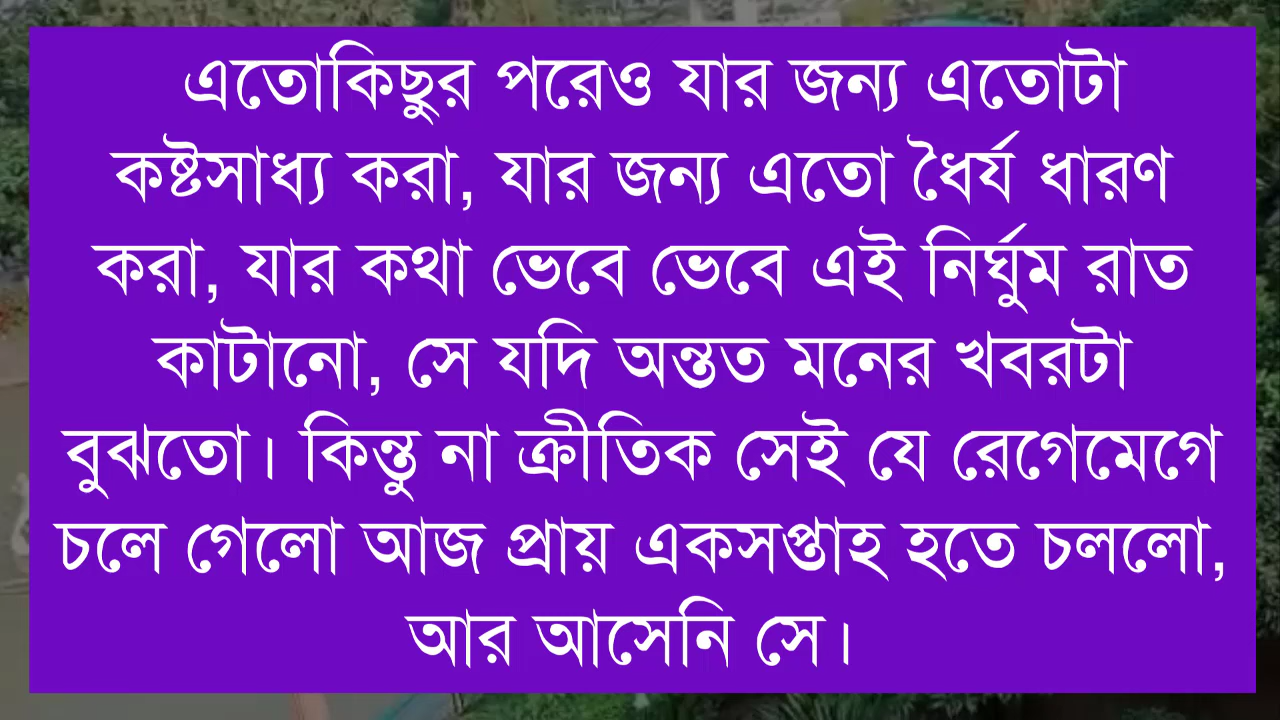 এতোকিছুর পরেও যার জন্য এতোটা
কষ্টসাধ্য করা, যার জন্য এতো ধৈর্য ধারণ
করা, যার কথা ভেবে ভেবে এই নির্ঘুম রাত
কাটানো, সে যদি অন্তত মনের খবরটা
বুঝতো। কিন্তু না ক্রীতিক সেই যে রেগেমেগে
চলে গেলো আজ প্রায় একসপ্তাহ হতে চললো,
আর আসেনি সে।